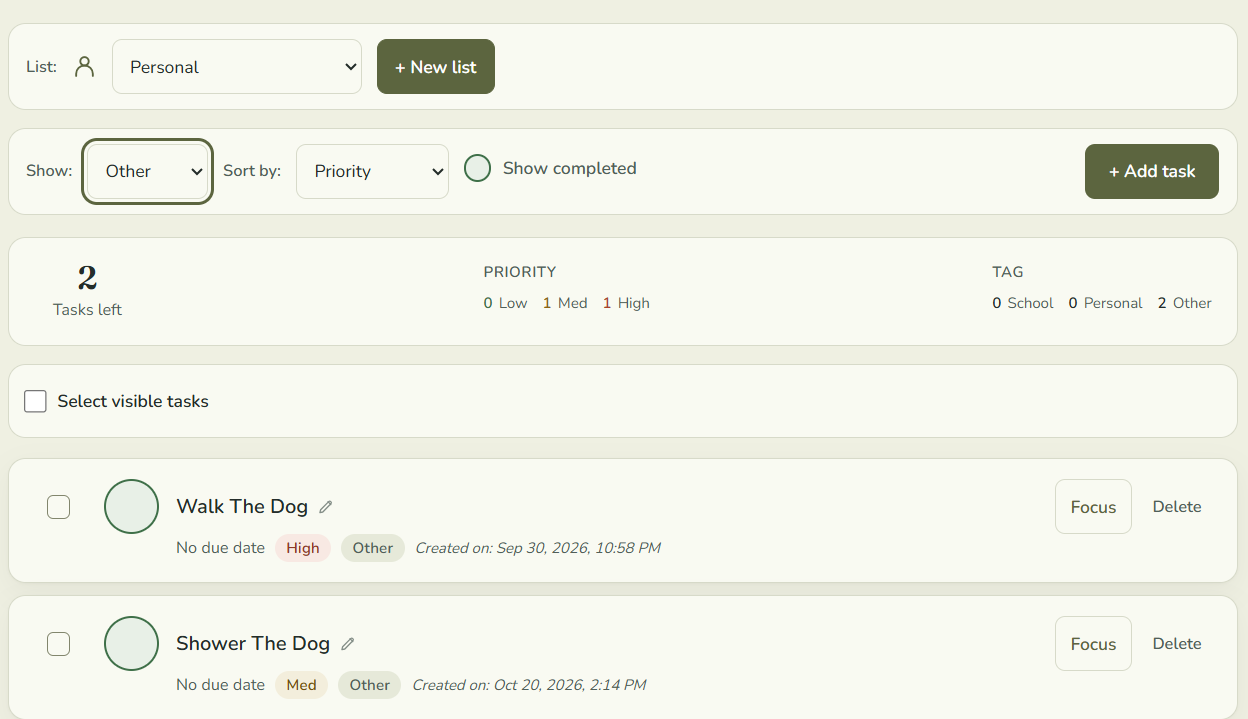 List: Personal + New list
Show: Other Sort by: Priority Show completed + Add task
2 PRIORITY TAG
Tasks left 0 Low 1 Med 1 High 0 School 0 Personal 2 Other
Select visible tasks
Walk The Dog Focus Delete
No due date High Other Created on: Sep 30, 2026, 10:58 PM
Shower The Dog Focus Delete
No due date Med Other Created on: Oct 20, 2026, 2:14 PM